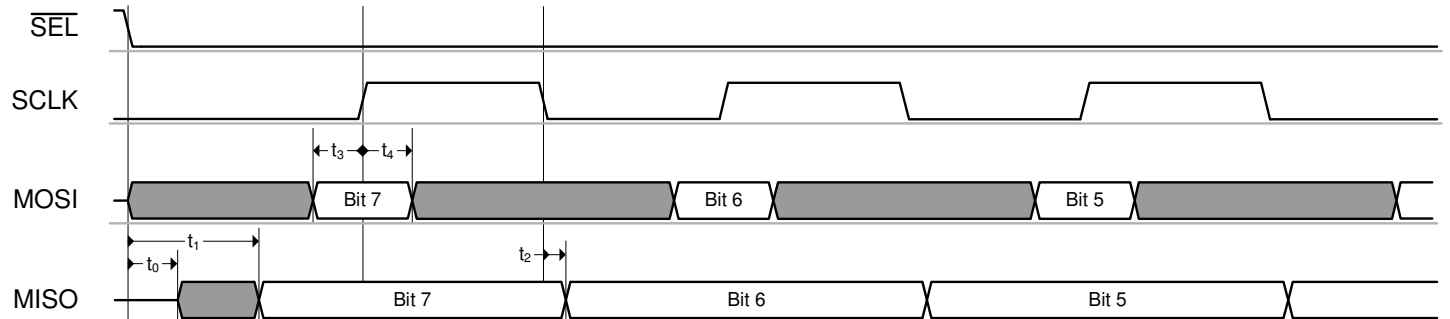 SEL
SCLK
t₃ t₄
MOSI Bit 7 Bit 6 Bit 5
t₁
t₀ t₂
MISO Bit 7 Bit 6 Bit 5